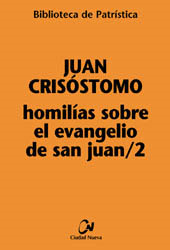 Biblioteca de Patrística
JUAN
CRISÓSTOMO
homilías sobre
el evangelio
de san juan/2
Ciudad Nueva